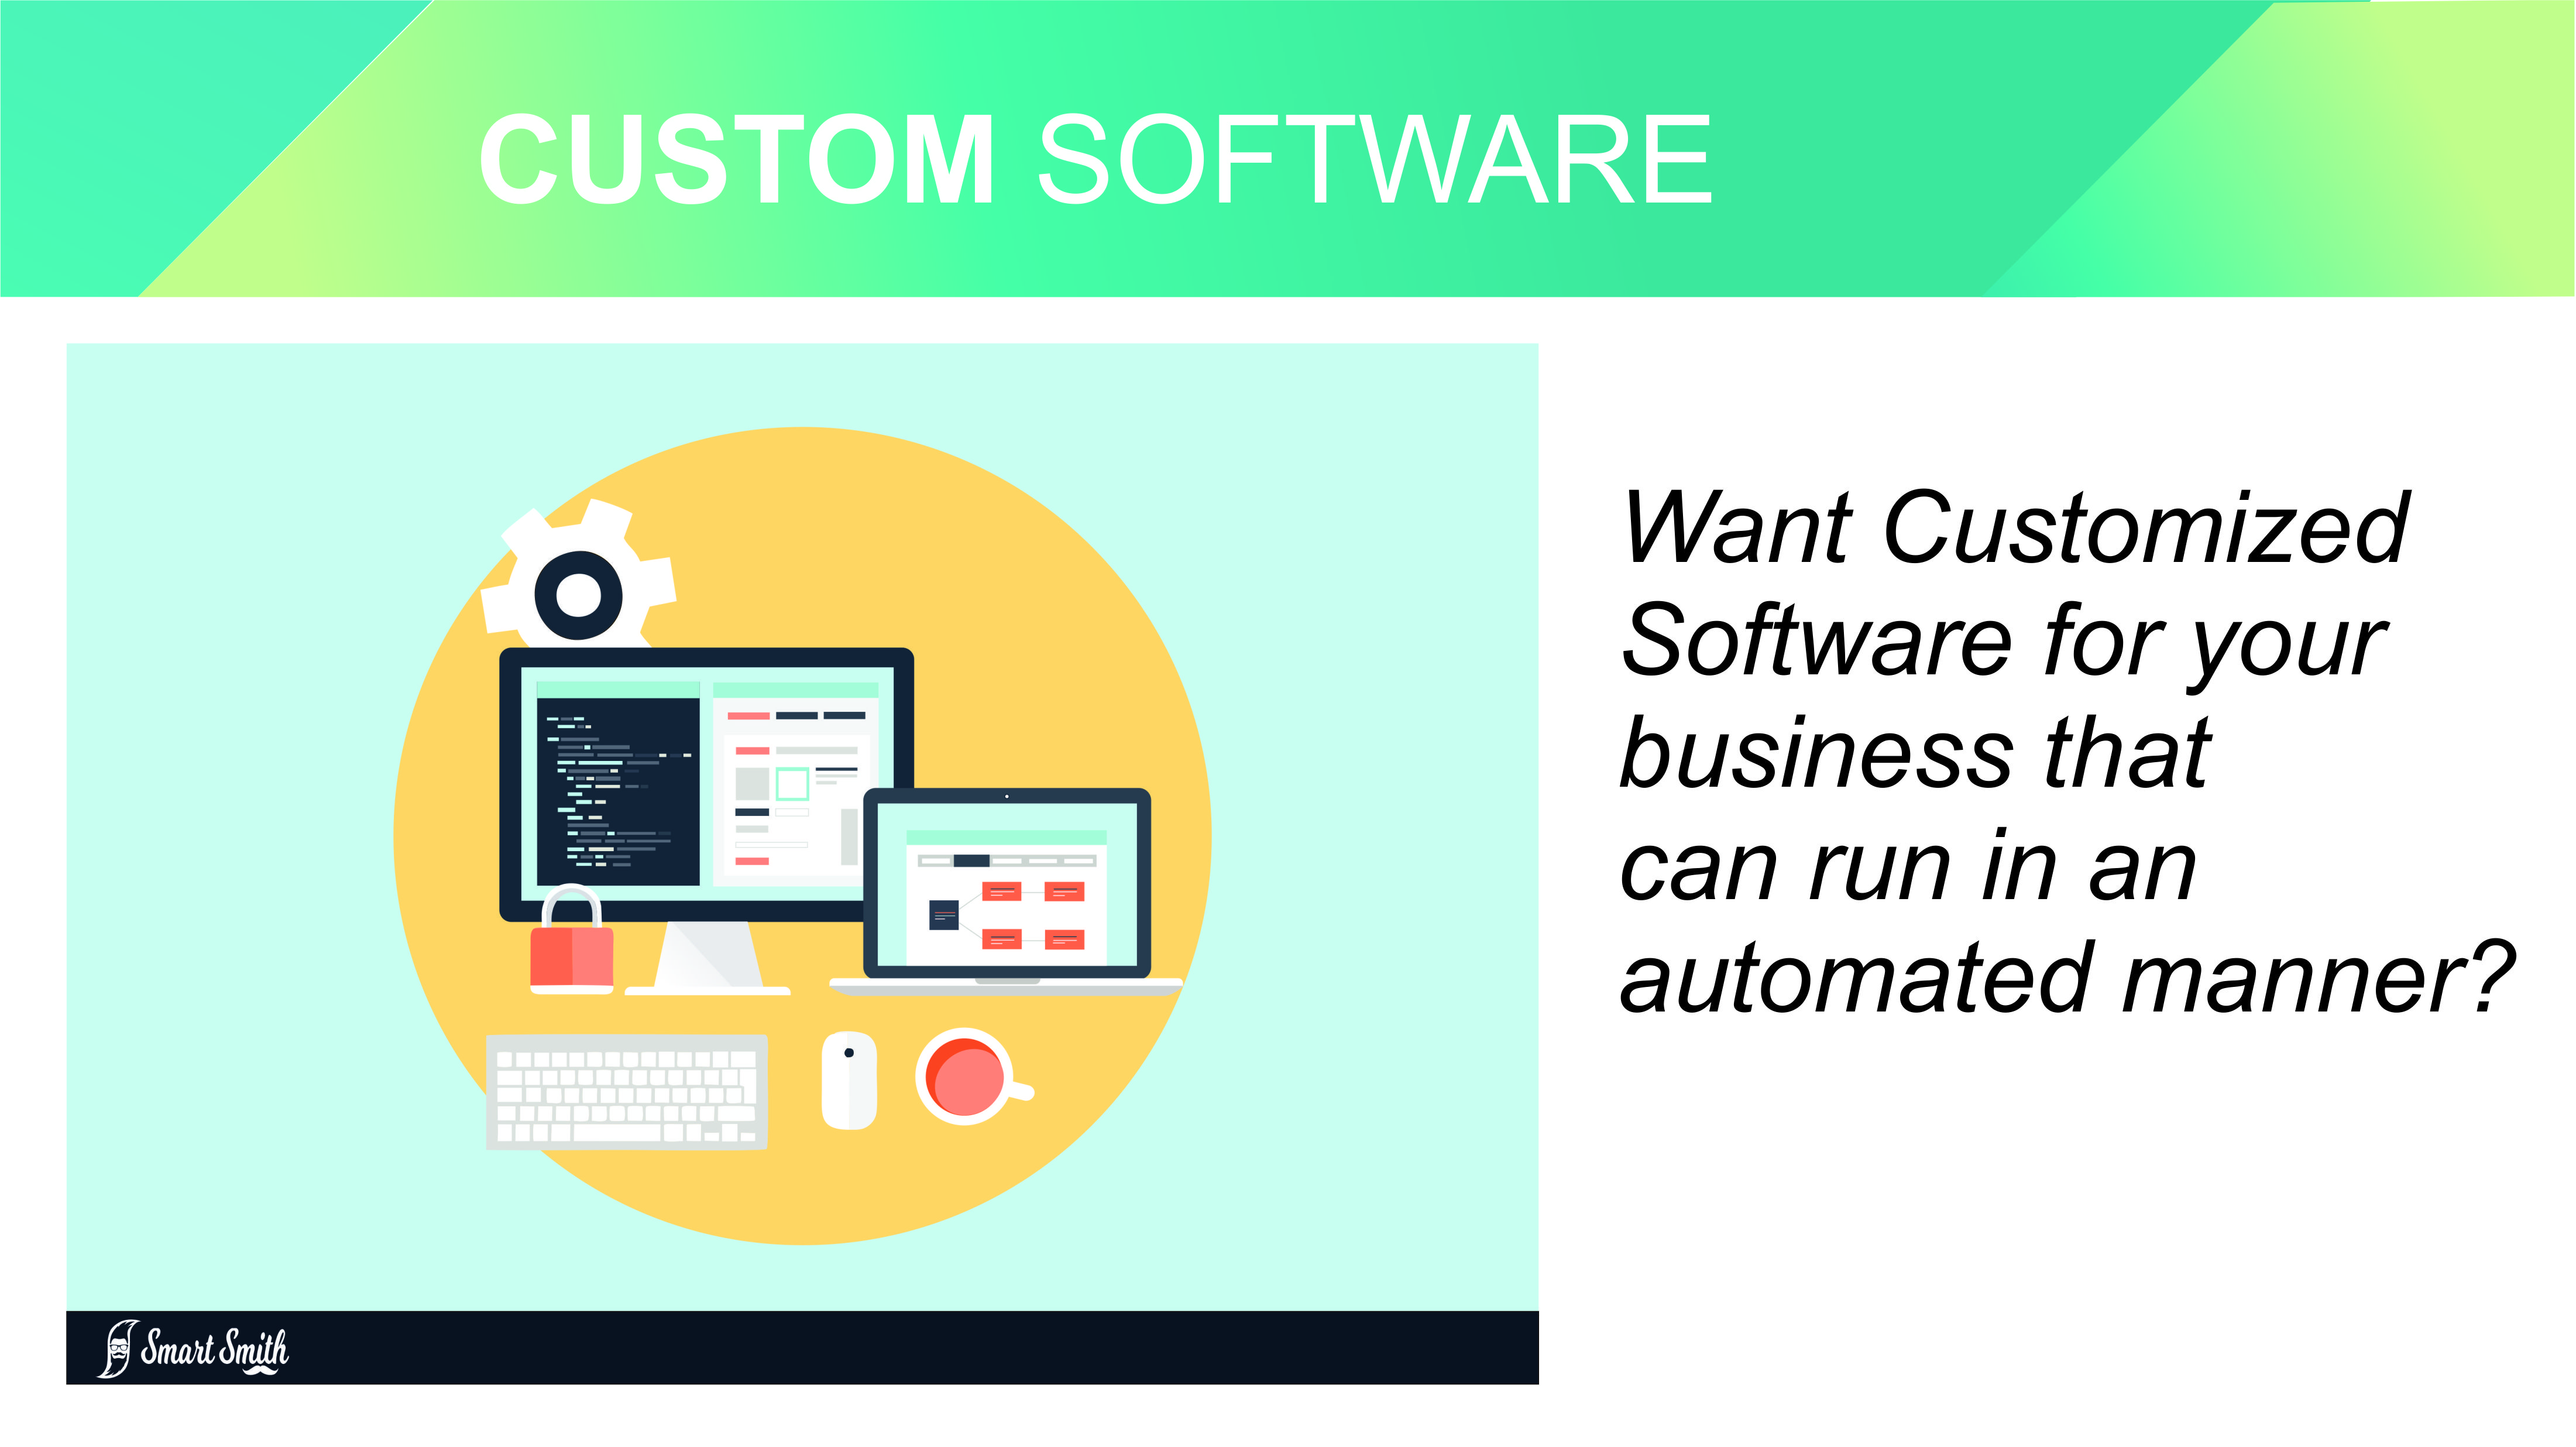 CUSTOM SOFTWARE
Want Customized
Software for your
business that
can run in an
automated manner?
Smart Smith